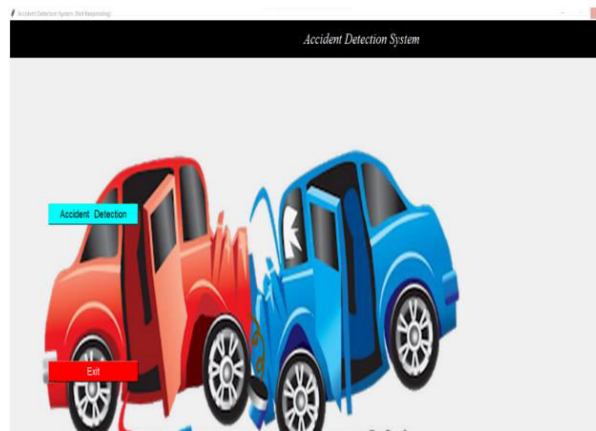 Accident Detection System (Not Responding)
Accident Detection System
Accident Detection
Exit